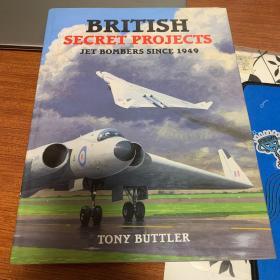 BRITISH
SECRET PROJECTS
JET BOMBERS SINCE 1949
TONY BUTTLER